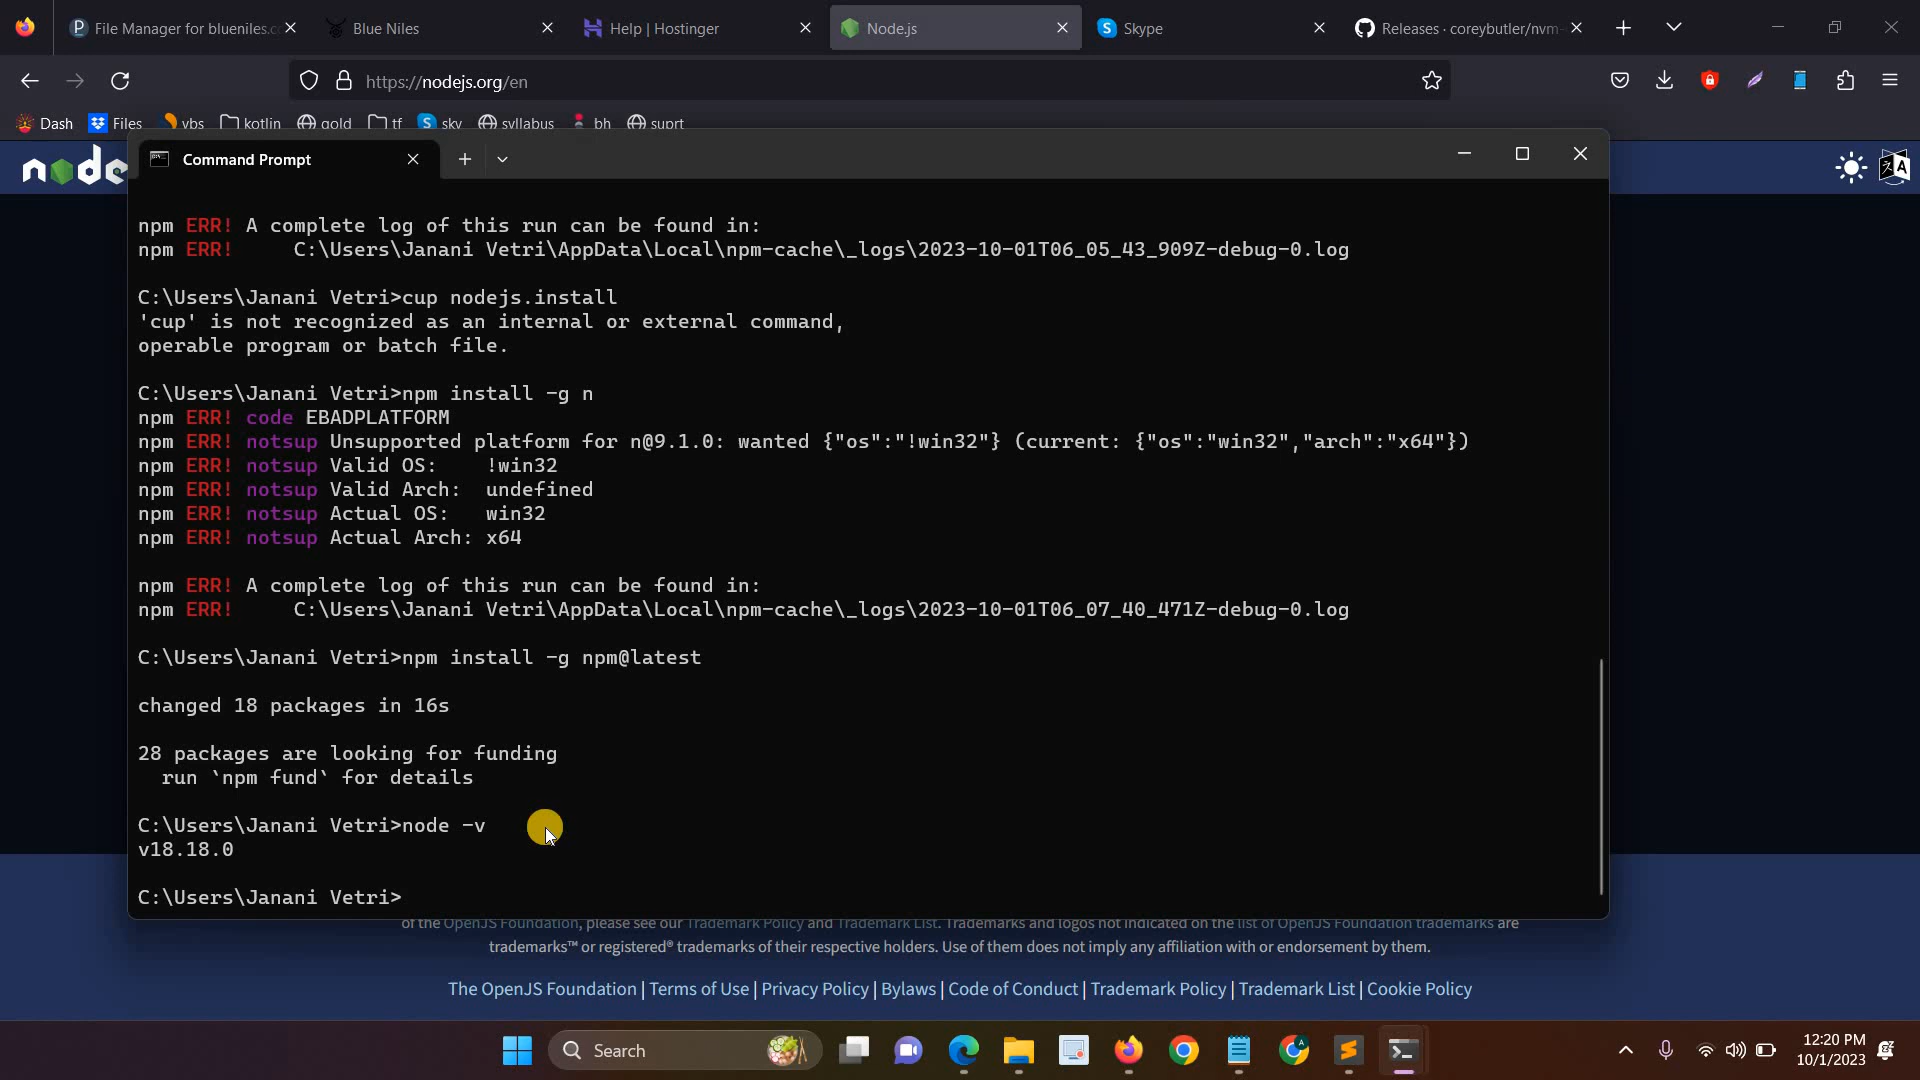 File Manager for blueniles.c
Blue Niles
Help | Hostinger
Node.js
Skype
Releases · coreybutler/nvm-
https://nodejs.org/en
Dash
Files
vbs
kotlin
gold
tf
sky
syllabus
bh
suprt
node
Command Prompt
npm ERR! A complete log of this run can be found in:
npm ERR!     C:\Users\Janani Vetri\AppData\Local\npm-cache\_logs\2023-10-01T06_05_43_909Z-debug-0.log
C:\Users\Janani Vetri>cup nodejs.install
'cup' is not recognized as an internal or external command,
operable program or batch file.
C:\Users\Janani Vetri>npm install -g n
npm ERR! code EBADPLATFORM
npm ERR! notsup Unsupported platform for n@9.1.0: wanted {"os":"!win32"} (current: {"os":"win32","arch":"x64"})
npm ERR! notsup Valid OS:    !win32
npm ERR! notsup Valid Arch:  undefined
npm ERR! notsup Actual OS:   win32
npm ERR! notsup Actual Arch: x64
npm ERR! A complete log of this run can be found in:
npm ERR!     C:\Users\Janani Vetri\AppData\Local\npm-cache\_logs\2023-10-01T06_07_40_471Z-debug-0.log
C:\Users\Janani Vetri>npm install -g npm@latest
changed 18 packages in 16s
28 packages are looking for funding
run `npm fund` for details
C:\Users\Janani Vetri>node -v
v18.18.0
C:\Users\Janani Vetri>
of the OpenJS Foundation, please see our Trademark Policy and Trademark List. Trademarks and logos not indicated on the list of OpenJS Foundation trademarks are
trademarks™ or registered® trademarks of their respective holders. Use of them does not imply any affiliation with or endorsement by them.
The OpenJS Foundation | Terms of Use | Privacy Policy | Bylaws | Code of Conduct | Trademark Policy | Trademark List | Cookie Policy
Search
12:20 PM
10/1/2023